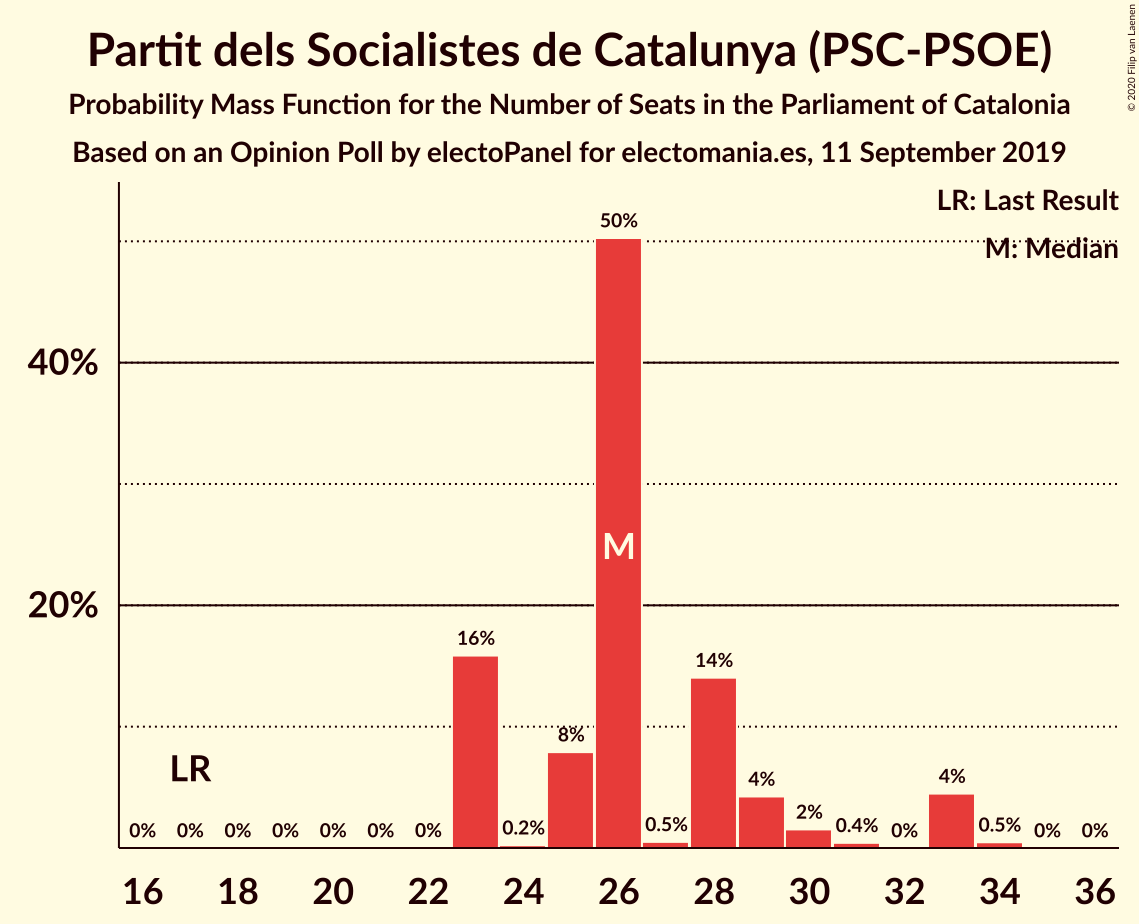 Partit dels Socialistes de Catalunya (PSC-PSOE)
Probability Mass Function for the Number of Seats in the Parliament of Catalonia
Based on an Opinion Poll by electoPanel for electomania.es, 11 September 2019
© 2020 Filip van Laenen
LR: Last Result
M: Median
40%
20%
50%
M
16%
14%
8%
LR
4%
4%
2%
0% 0% 0% 0% 0% 0% 0% 0.2% 0.5% 0.4% 0% 0.5% 0% 0%
16 18 20 22 24 26 28 30 32 34 36